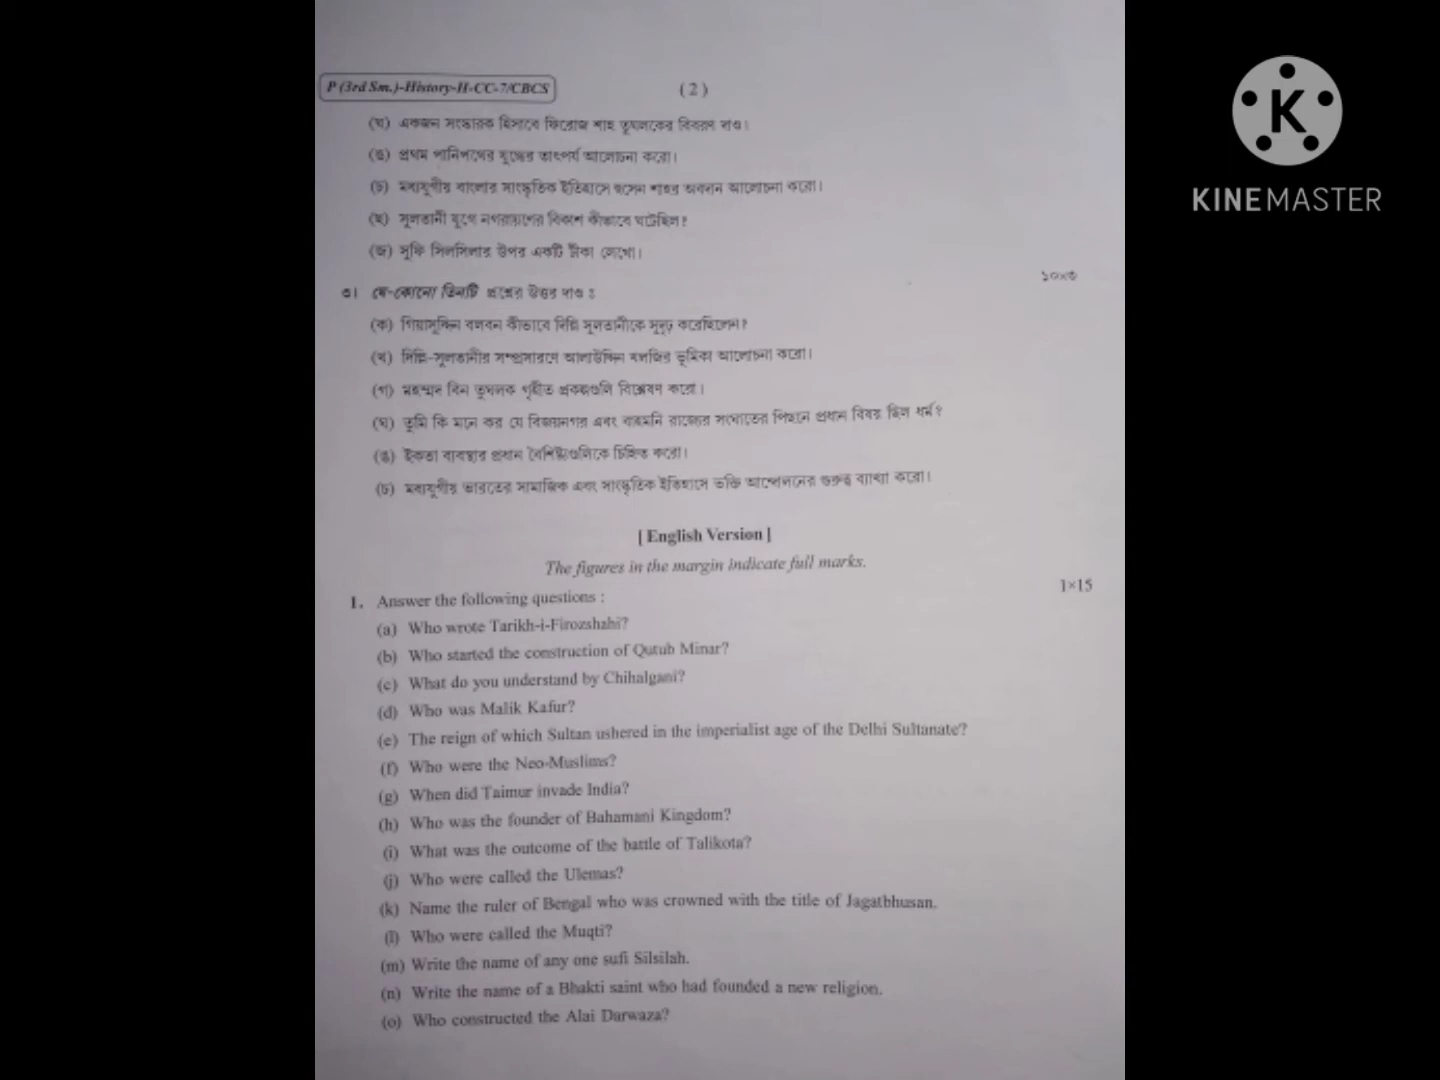 P (3rd Sm.)-History-H-CC-7/CBCS
(2)
(ঘ) একজন সংস্কারক হিসাবে ফিরোজ শাহ তুঘলকের বিবরণ দাও।
(ঙ) প্রথম পানিপথের যুদ্ধের তাৎপর্য আলোচনা করো।
(চ) মধ্যযুগীয় বাংলার সাংস্কৃতিক ইতিহাসে হুসেন শাহর অবদান আলোচনা করো।
(ছ) সুলতানী যুগে নগরায়ণের বিকাশ কীভাবে ঘটেছিল?
(জ) সুফি সিলসিলার উপর একটি টীকা লেখো।
১০×৩
৩। যে-কোনো তিনটি প্রশ্নের উত্তর দাও :
(ক) গিয়াসুদ্দিন বলবন কীভাবে দিল্লি সুলতানীকে সুদৃঢ় করেছিলেন?
(খ) দিল্লি-সুলতানীর সম্প্রসারণে আলাউদ্দিন খলজির ভূমিকা আলোচনা করো।
(গ) মহম্মদ বিন তুঘলক গৃহীত প্রকল্পগুলি বিশ্লেষণ করো।
(ঘ) তুমি কি মনে কর যে বিজয়নগর এবং বাহমনি রাজ্যের সংঘাতের পিছনে প্রধান বিষয় ছিল ধর্ম?
(ঙ) ইকতা ব্যবস্থার প্রধান বৈশিষ্ট্যগুলিকে চিহ্নিত করো।
(চ) মধ্যযুগীয় ভারতের সামাজিক এবং সাংস্কৃতিক ইতিহাসে ভক্তি আন্দোলনের গুরুত্ব ব্যাখ্যা করো।
[ English Version ]
The figures in the margin indicate full marks.
1. Answer the following questions :
1×15
(a) Who wrote Tarikh-i-Firozshahi?
(b) Who started the construction of Qutub Minar?
(c) What do you understand by Chihalgani?
(d) Who was Malik Kafur?
(e) The reign of which Sultan ushered in the imperialist age of the Delhi Sultanate?
(f) Who were the Neo-Muslims?
(g) When did Taimur invade India?
(h) Who was the founder of Bahamani Kingdom?
(i) What was the outcome of the battle of Talikota?
(j) Who were called the Ulemas?
(k) Name the ruler of Bengal who was crowned with the title of Jagatbhusan.
(l) Who were called the Muqti?
(m) Write the name of any one sufi Silsilah.
(n) Write the name of a Bhakti saint who had founded a new religion.
(o) Who constructed the Alai Darwaza?
K
KINEMASTER